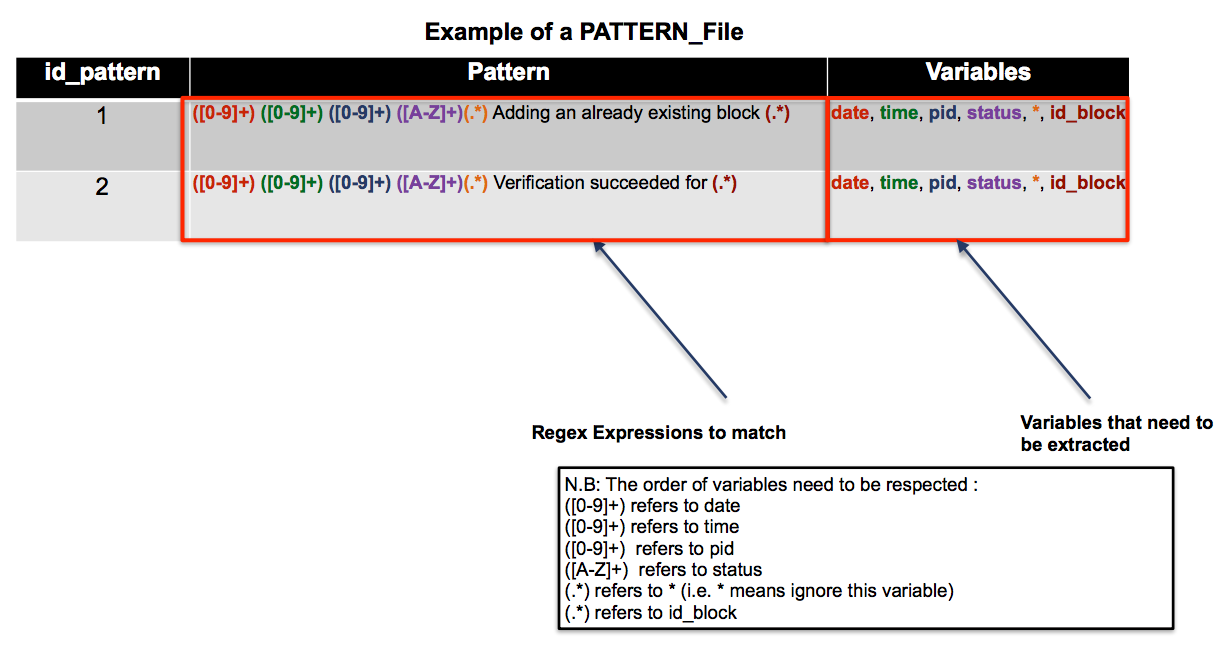 Example of a PATTERN_File
id_pattern Pattern Variables
1 ([0-9]+) ([0-9]+) ([0-9]+) ([A-Z]+)(.*) Adding an already existing block (.*) date, time, pid, status, *, id_block
2 ([0-9]+) ([0-9]+) ([0-9]+) ([A-Z]+)(.*) Verification succeeded for (.*) date, time, pid, status, *, id_block
Regex Expressions to match
Variables that need to
be extracted
N.B: The order of variables need to be respected :
([0-9]+) refers to date
([0-9]+) refers to time
([0-9]+)  refers to pid
([A-Z]+)  refers to status
(.*) refers to * (i.e. * means ignore this variable)
(.*) refers to id_block